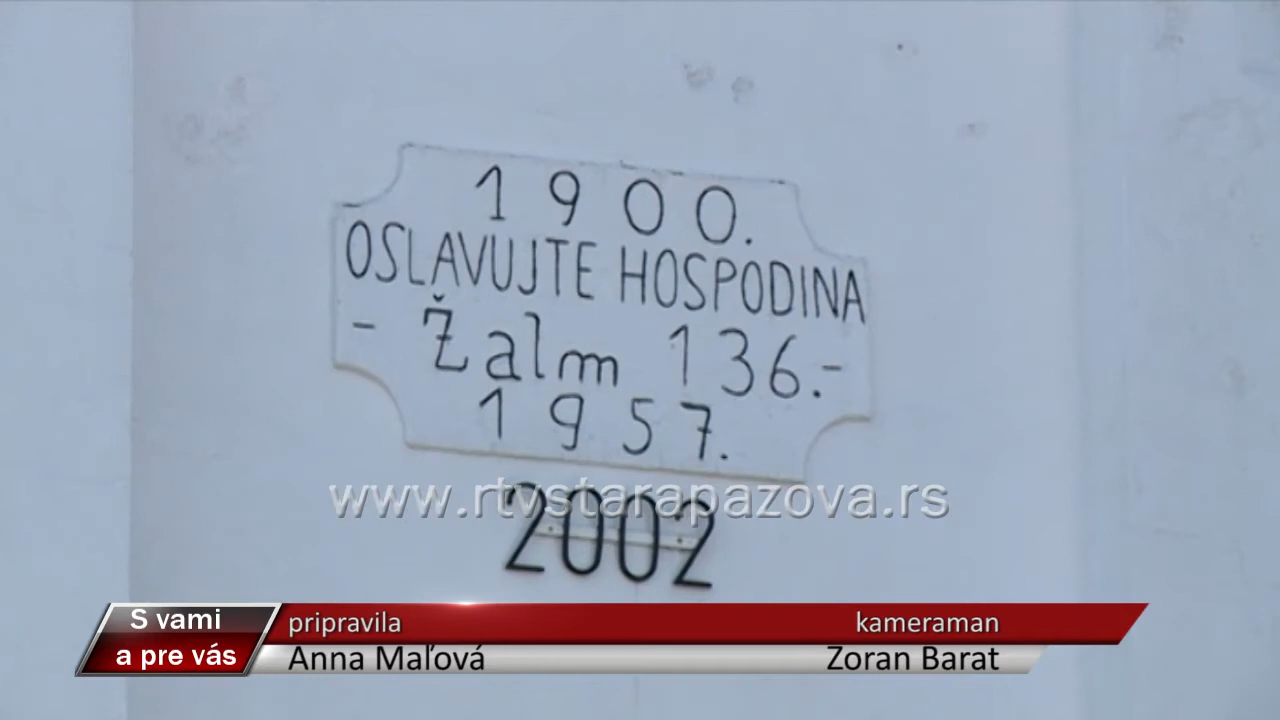 1900.
OSLAVUJTE HOSPODINA
- Žalm 136.-
1957.
www.rtvstarapazova.rs
2002
S vami
a pre vás
pripravila
Anna Maľová
kameraman
Zoran Barat